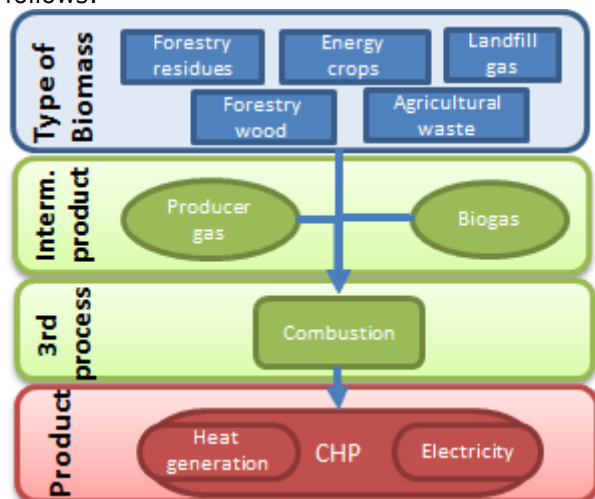 follows:
Type of
Biomass
Forestry
residues
Energy
crops
Landfill
gas
Forestry
wood
Agricultural
waste
Interm.
product
Producer
gas
Biogas
3rd
process
Combustion
Product
Heat
generation
CHP
Electricity